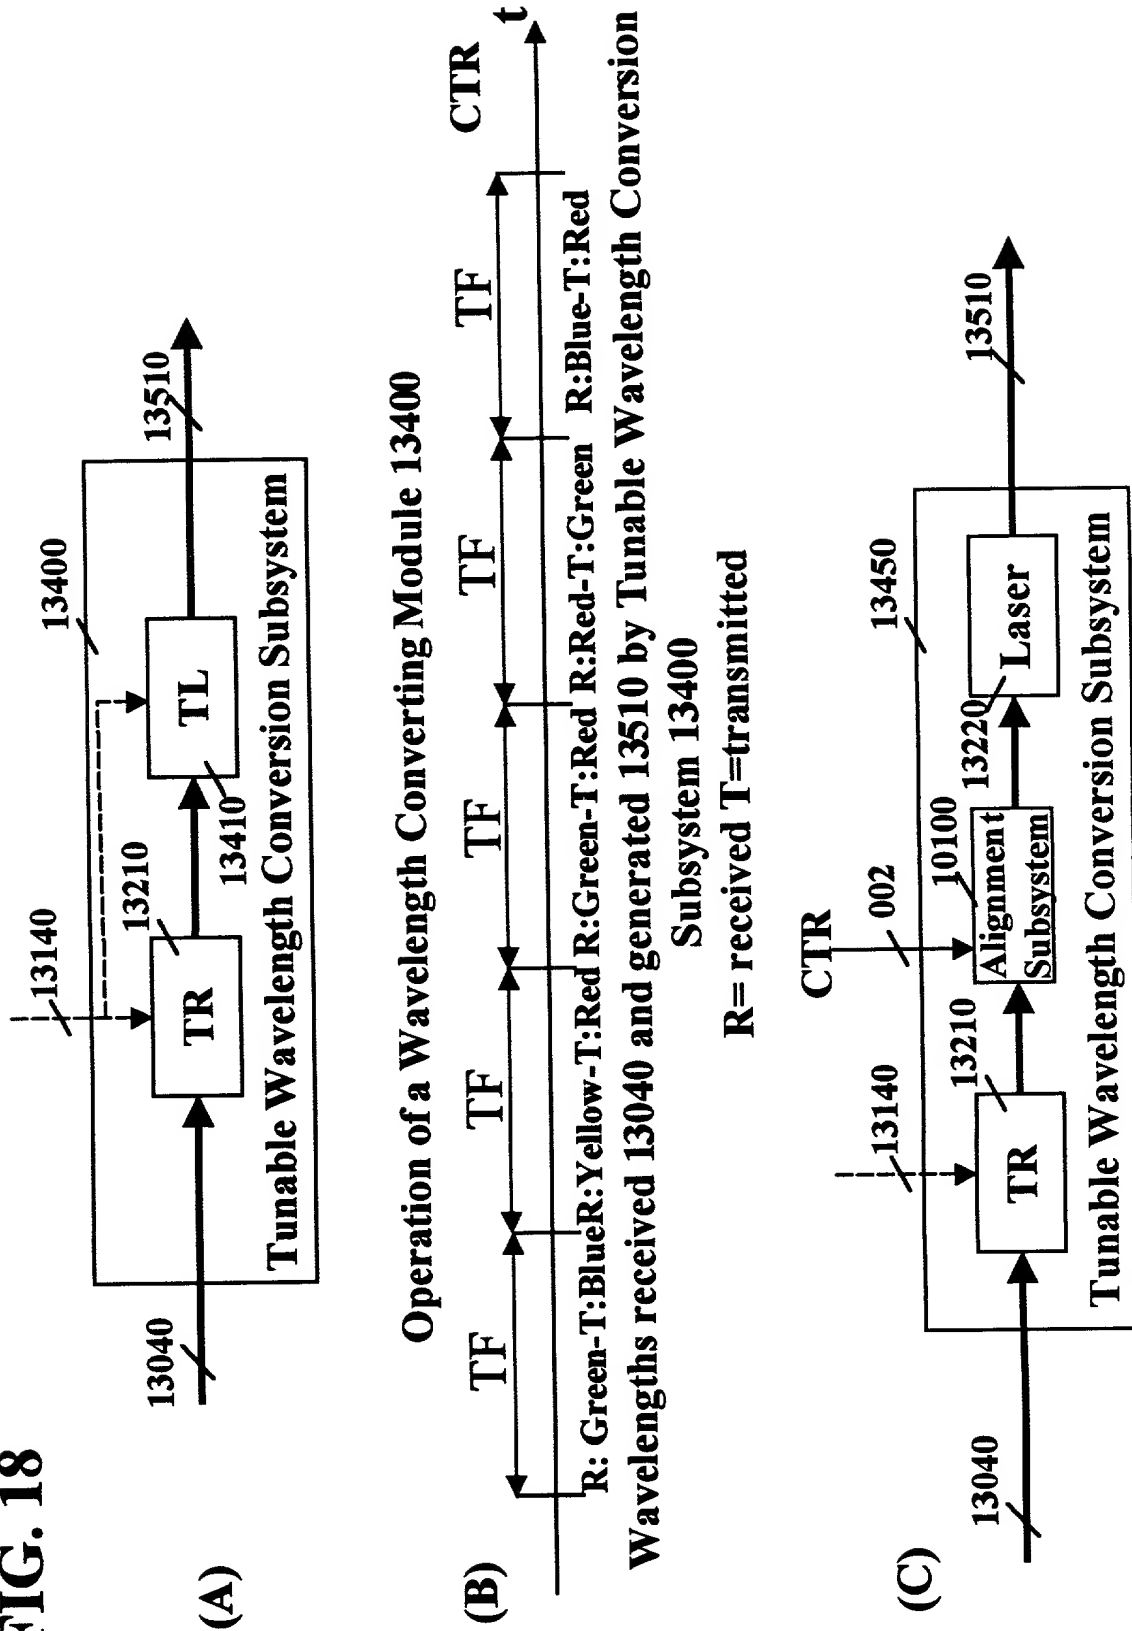 FIG. 18
(A)
13040
13140
13400
TR
13210
TL
13410
13510
Tunable Wavelength Conversion Subsystem
Operation of a Wavelength Converting Module 13400
(B)
TF
TF
TF
TF
TF
CTR
t
R: Green-T:Blue
R:Yellow-T:Red
R:Green-T:Red
R:Red-T:Green
R:Blue-T:Red
Wavelengths received 13040 and generated 13510 by Tunable Wavelength Conversion
Subsystem 13400
R= received T=transmitted
(C)
13040
13140
CTR
002
13450
TR
13210
10100
Alignment
Subsystem
13220
Laser
13510
Tunable Wavelength Conversion Subsystem